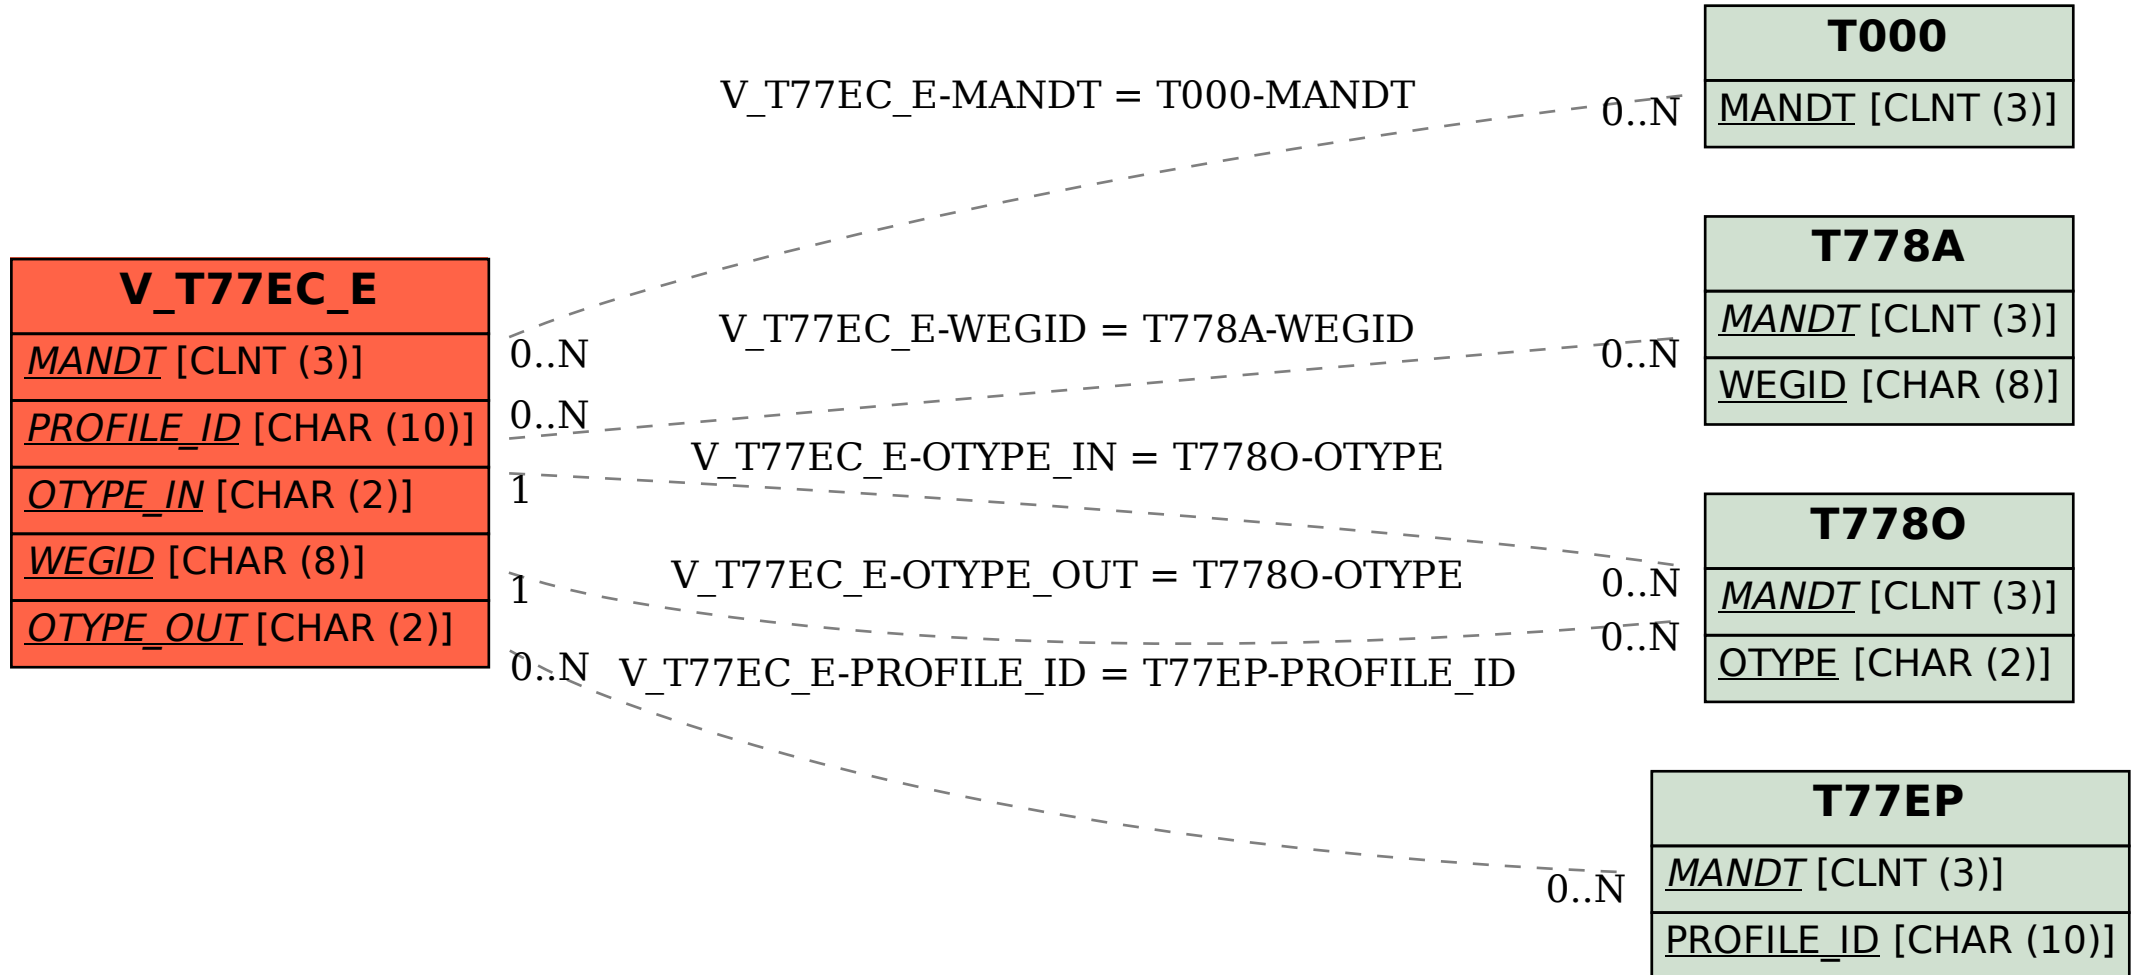 V_T77EC_E
MANDT [CLNT (3)]
PROFILE_ID [CHAR (10)]
OTYPE_IN [CHAR (2)]
WEGID [CHAR (8)]
OTYPE_OUT [CHAR (2)]
V_T77EC_E-MANDT = T000-MANDT
0..N
0..N
V_T77EC_E-WEGID = T778A-WEGID
0..N
0..N
V_T77EC_E-OTYPE_IN = T778O-OTYPE
1
0..N
V_T77EC_E-OTYPE_OUT = T778O-OTYPE
1
0..N
V_T77EC_E-PROFILE_ID = T77EP-PROFILE_ID
0..N
0..N
T000
MANDT [CLNT (3)]
T778A
MANDT [CLNT (3)]
WEGID [CHAR (8)]
T778O
MANDT [CLNT (3)]
OTYPE [CHAR (2)]
T77EP
MANDT [CLNT (3)]
PROFILE_ID [CHAR (10)]